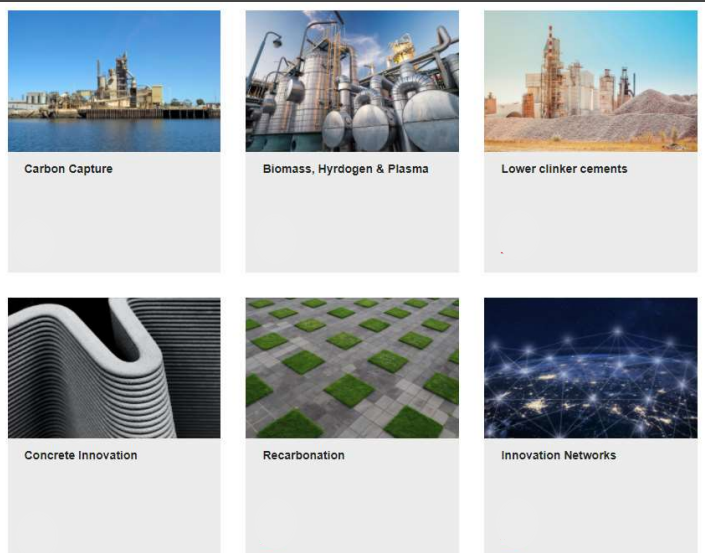 Carbon Capture
Biomass, Hyrdogen & Plasma
Lower clinker cements
Concrete Innovation
Recarbonation
Innovation Networks